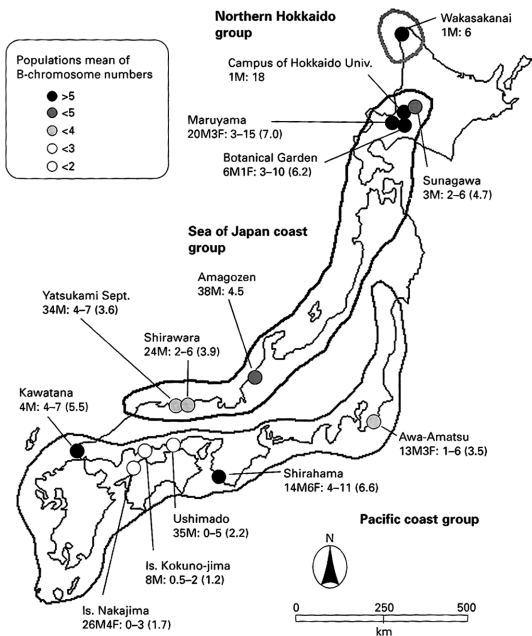 Northern Hokkaido
group
Wakasakanai
1M: 6
Populations mean of
B-chromosome numbers
>5
<5
<4
<3
<2
Campus of Hokkaido Univ.
1M: 18
Maruyama
20M3F: 3–15 (7.0)
Botanical Garden
6M1F: 3–10 (6.2)
Sunagawa
3M: 2–6 (4.7)
Sea of Japan coast
group
Amagozen
38M: 4.5
Yatsukami Sept.
34M: 4–7 (3.6)
Shirawara
24M: 2–6 (3.9)
Kawatana
4M: 4–7 (5.5)
Awa-Amatsu
13M3F: 1–6 (3.5)
Shirahama
14M6F: 4–11 (6.6)
Ushimado
35M: 0–5 (2.2)
Pacific coast group
Is. Kokuno-jima
8M: 0.5–2 (1.2)
Is. Nakajima
26M4F: 0–3 (1.7)
N
0 250 500
km